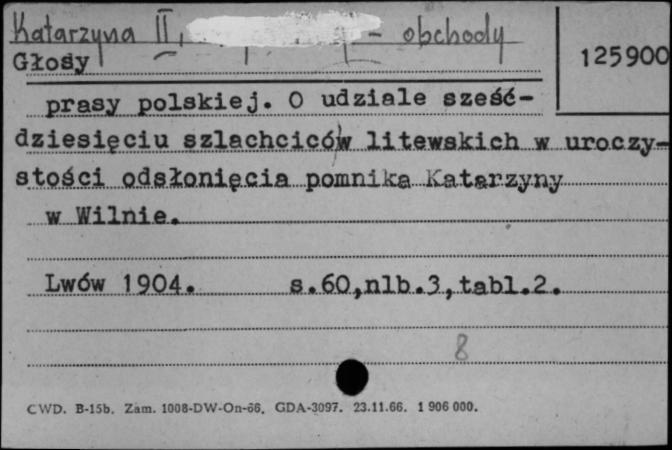 Katarzyna II, - obchody
Głosy
125900
prasy polskiej. O udziale sześć-
dziesięciu szlachciców litewskich w uroczy-
stości odsłonięcia pomnika Katarzyny
w Wilnie.
Lwów 1904. s.60,nlb.3,tabl.2.
8
CWD. B-15b. Zam. 1008-DW-On-66. GDA-3097. 23.11.66. 1 906 000.